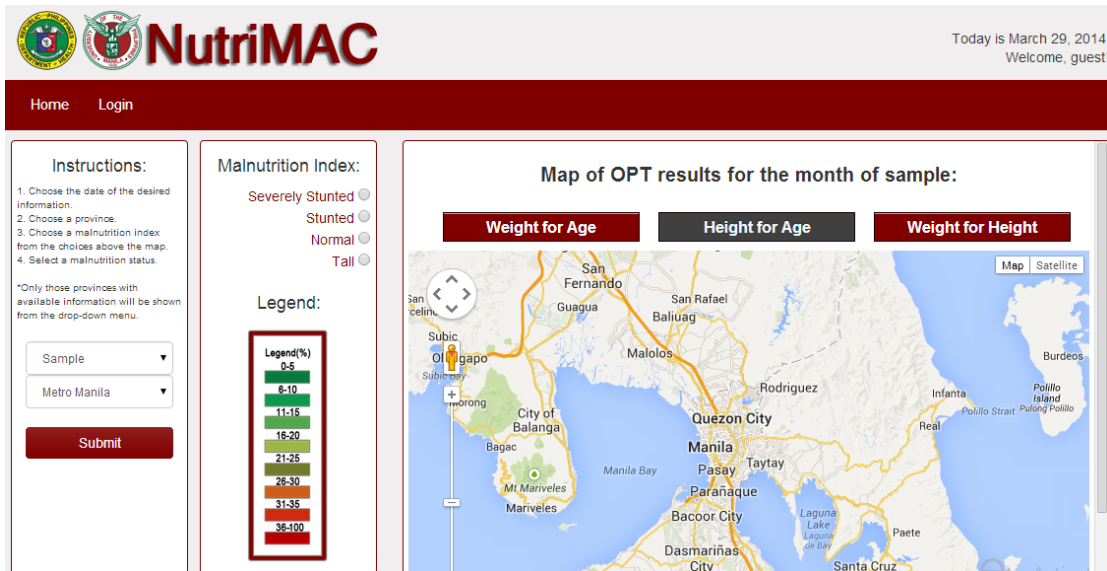 NutriMAC
Today is March 29, 2014
Welcome, guest!
Home
Login
Instructions:
1. Choose the date of the desired
information.
2. Choose a province.
3. Choose a malnutrition index
from the choices above the map.
4. Select a malnutrition status.
*Only those provinces with
available information will be shown
from the drop-down menu.
Sample
Metro Manila
Submit
Malnutrition Index:
Severely Stunted
Stunted
Normal
Tall
Legend:
Legend(%)
0-5
6-10
11-15
16-20
21-25
26-30
31-35
36-100
Map of OPT results for the month of sample:
Weight for Age
Height for Age
Weight for Height
Map
Satellite
San
Fernando
San
Guagua
San Rafael
Baliuag
Subic
Malolos
Subic Bay
Burdeos
Rodriguez
Infanta
Polillo
Island
Polillo Strait
Pulong Polillo
Real
City of
Balanga
Quezon City
Bagac
Manila
Manila Bay
Pasay
Taytay
Mt Mariveles
Mariveles
Parañaque
Bacoor City
Laguna
Lake
Laguna
de Bay
Paete
Dasmariñas
City
Santa Cruz